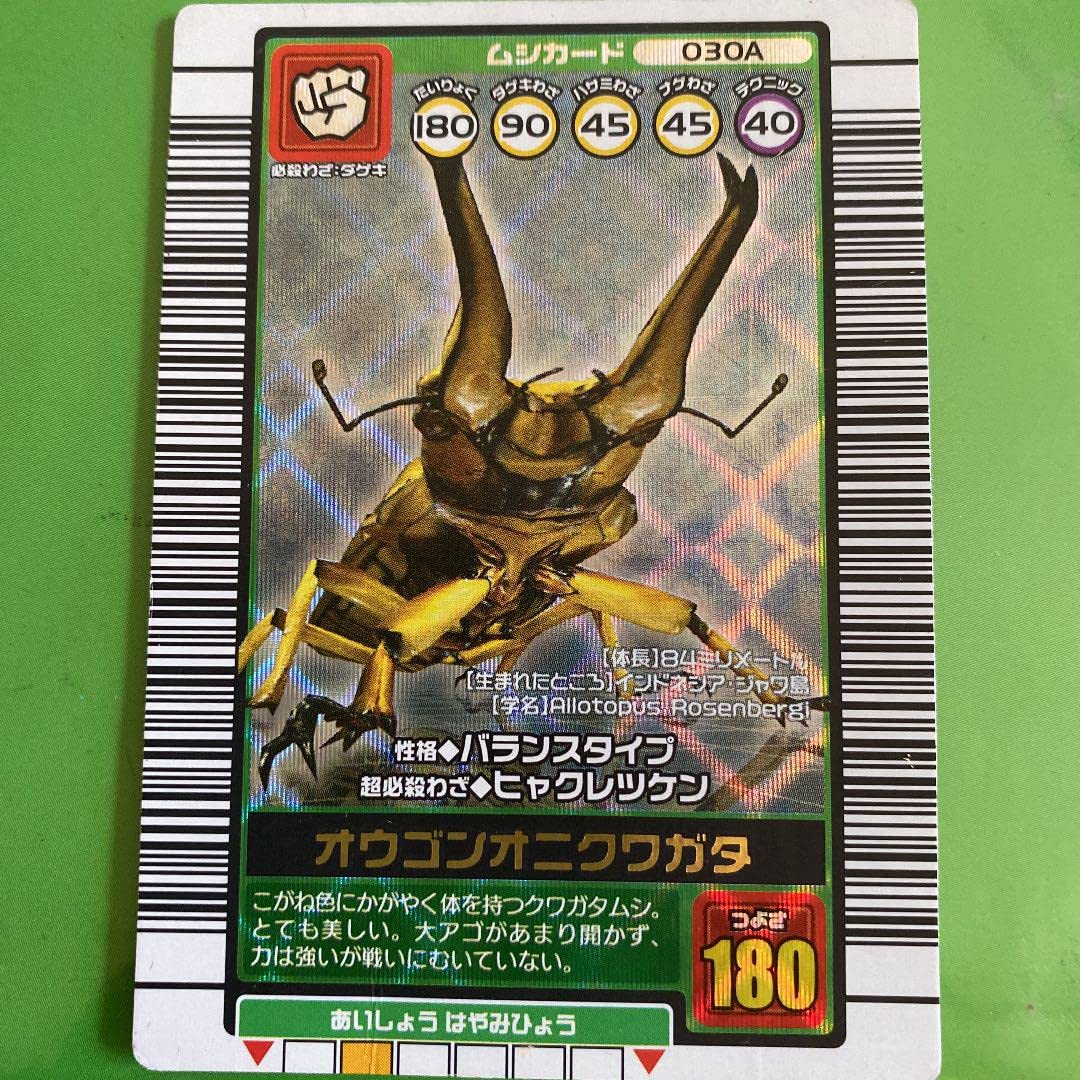 ムシカード 030A
たいりょく ダゲキわざ ハサミわざ ナゲわざ テクニック
180 90 45 45 40
必殺わざ:ダゲキ
[体長]84ミリメートル
[生まれたところ]インドネシア・ジャワ島
[学名]Allotopus Rosenbergi
性格◆バランスタイプ
超必殺わざ◆ヒャクレツケン
オウゴンオニクワガタ
こがね色にかがやく体を持つクワガタムシ。
とても美しい。大アゴがあまり開かず、
力は強いが戦いにむいていない。
つよさ
180
あいしょう はやみひょう